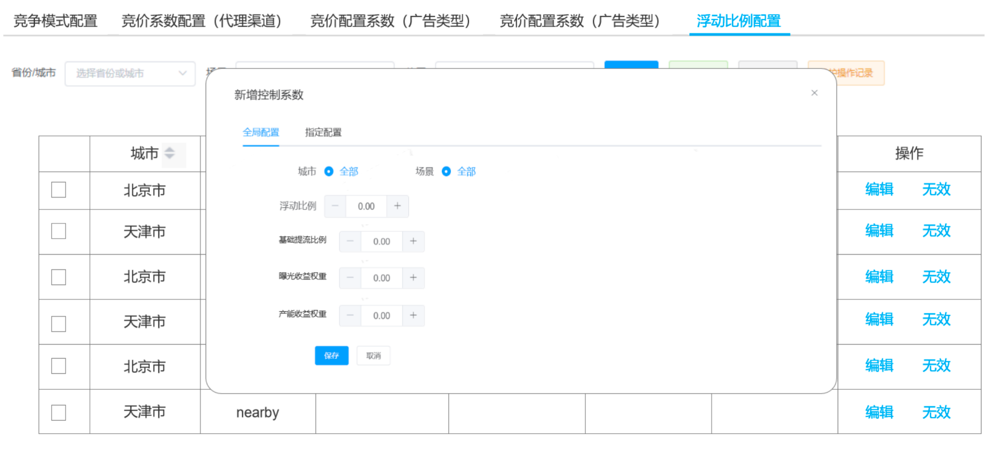 竞争模式配置 竞价系数配置（代理渠道） 竞价配置系数（广告类型） 竞价配置系数（广告类型） 浮动比例配置
省份/城市 选择省份或城市 操作记录
新增控制系数 ×
全局配置 指定配置
城市 操作
城市 全部 场景 全部
北京市 编辑 无效
浮动比例 − 0.00 +
天津市 编辑 无效
基础提流比例 − 0.00 +
北京市 编辑 无效
曝光收益权重 − 0.00 +
天津市 编辑 无效
产能收益权重 − 0.00 +
保存 取消
北京市 编辑 无效
天津市 nearby 编辑 无效